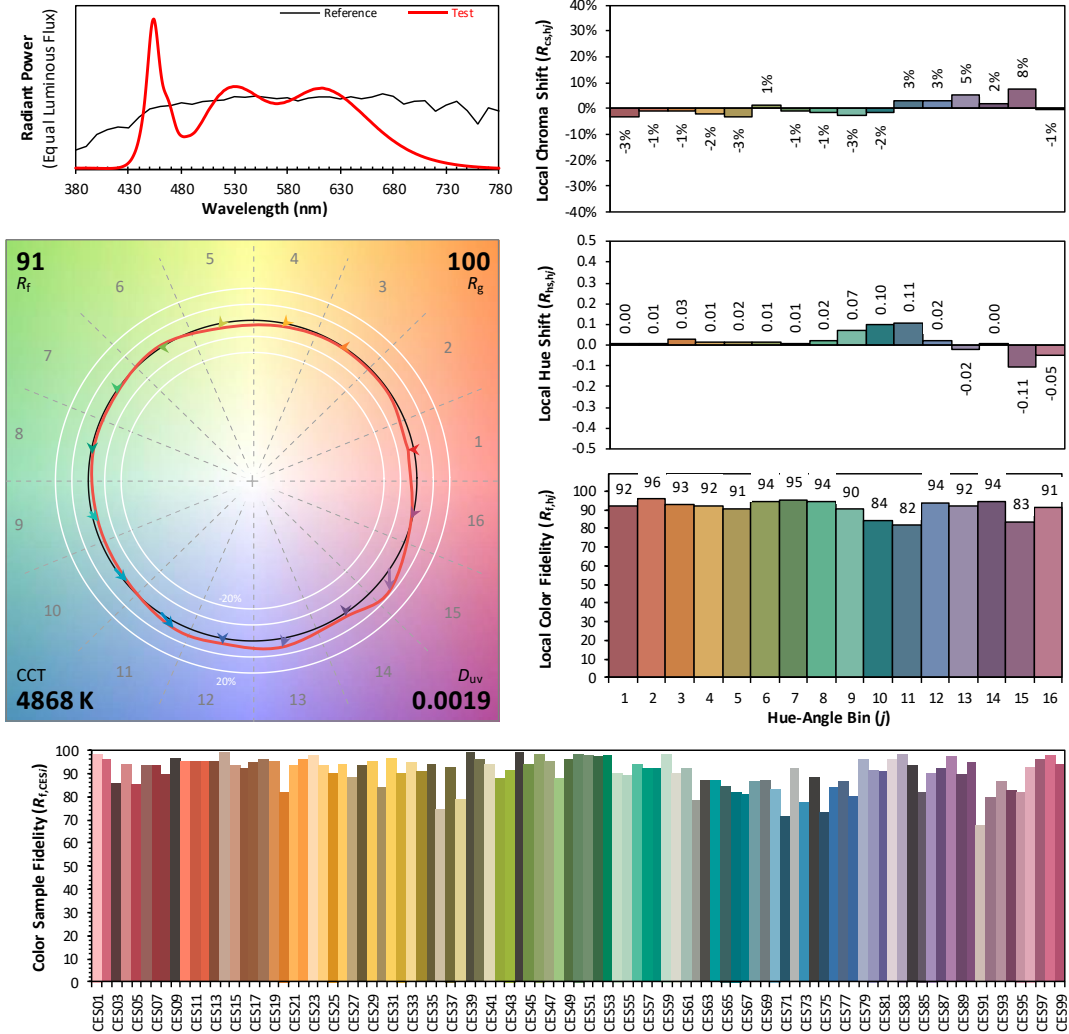 Reference Test
Radiant Power
(Equal Luminous Flux)
380 430 480 530 580 630 680 730 780
Wavelength (nm)
Local Chroma Shift (Rcs,hj)
40%
30%
20%
10%
0%
-10%
-20%
-30%
-40%
-3% -1% -1% -2% -3% 1% -1% -1% -3% -2% 3% 3% 5% 2% 8% -1%
91
Rf
100
Rg
5 4
6 3
7 2
8 1
9 16
10 15
11 14
12 13
-20%
20%
CCT
4868 K
Duv
0.0019
Local Hue Shift (Rhs,hj)
0.5
0.4
0.3
0.2
0.1
0.0
-0.1
-0.2
-0.3
-0.4
-0.5
0.00 0.01 0.03 0.01 0.02 0.01 0.01 0.02 0.07 0.10 0.11 0.02 -0.02 0.00 -0.11 -0.05
Local Color Fidelity (Rf,hj)
100
90
80
70
60
50
40
30
20
10
0
92 96 93 92 91 94 95 94 90 84 82 94 92 94 83 91
1 2 3 4 5 6 7 8 9 10 11 12 13 14 15 16
Hue-Angle Bin (j)
Color Sample Fidelity (Rf,CESi)
100
90
80
70
60
50
40
30
20
10
0
CES01 CES03 CES05 CES07 CES09 CES11 CES13 CES15 CES17 CES19 CES21 CES23 CES25 CES27 CES29 CES31 CES33 CES35 CES37 CES39 CES41 CES43 CES45 CES47 CES49 CES51 CES53 CES55 CES57 CES59 CES61 CES63 CES65 CES67 CES69 CES71 CES73 CES75 CES77 CES79 CES81 CES83 CES85 CES87 CES89 CES91 CES93 CES95 CES97 CES99